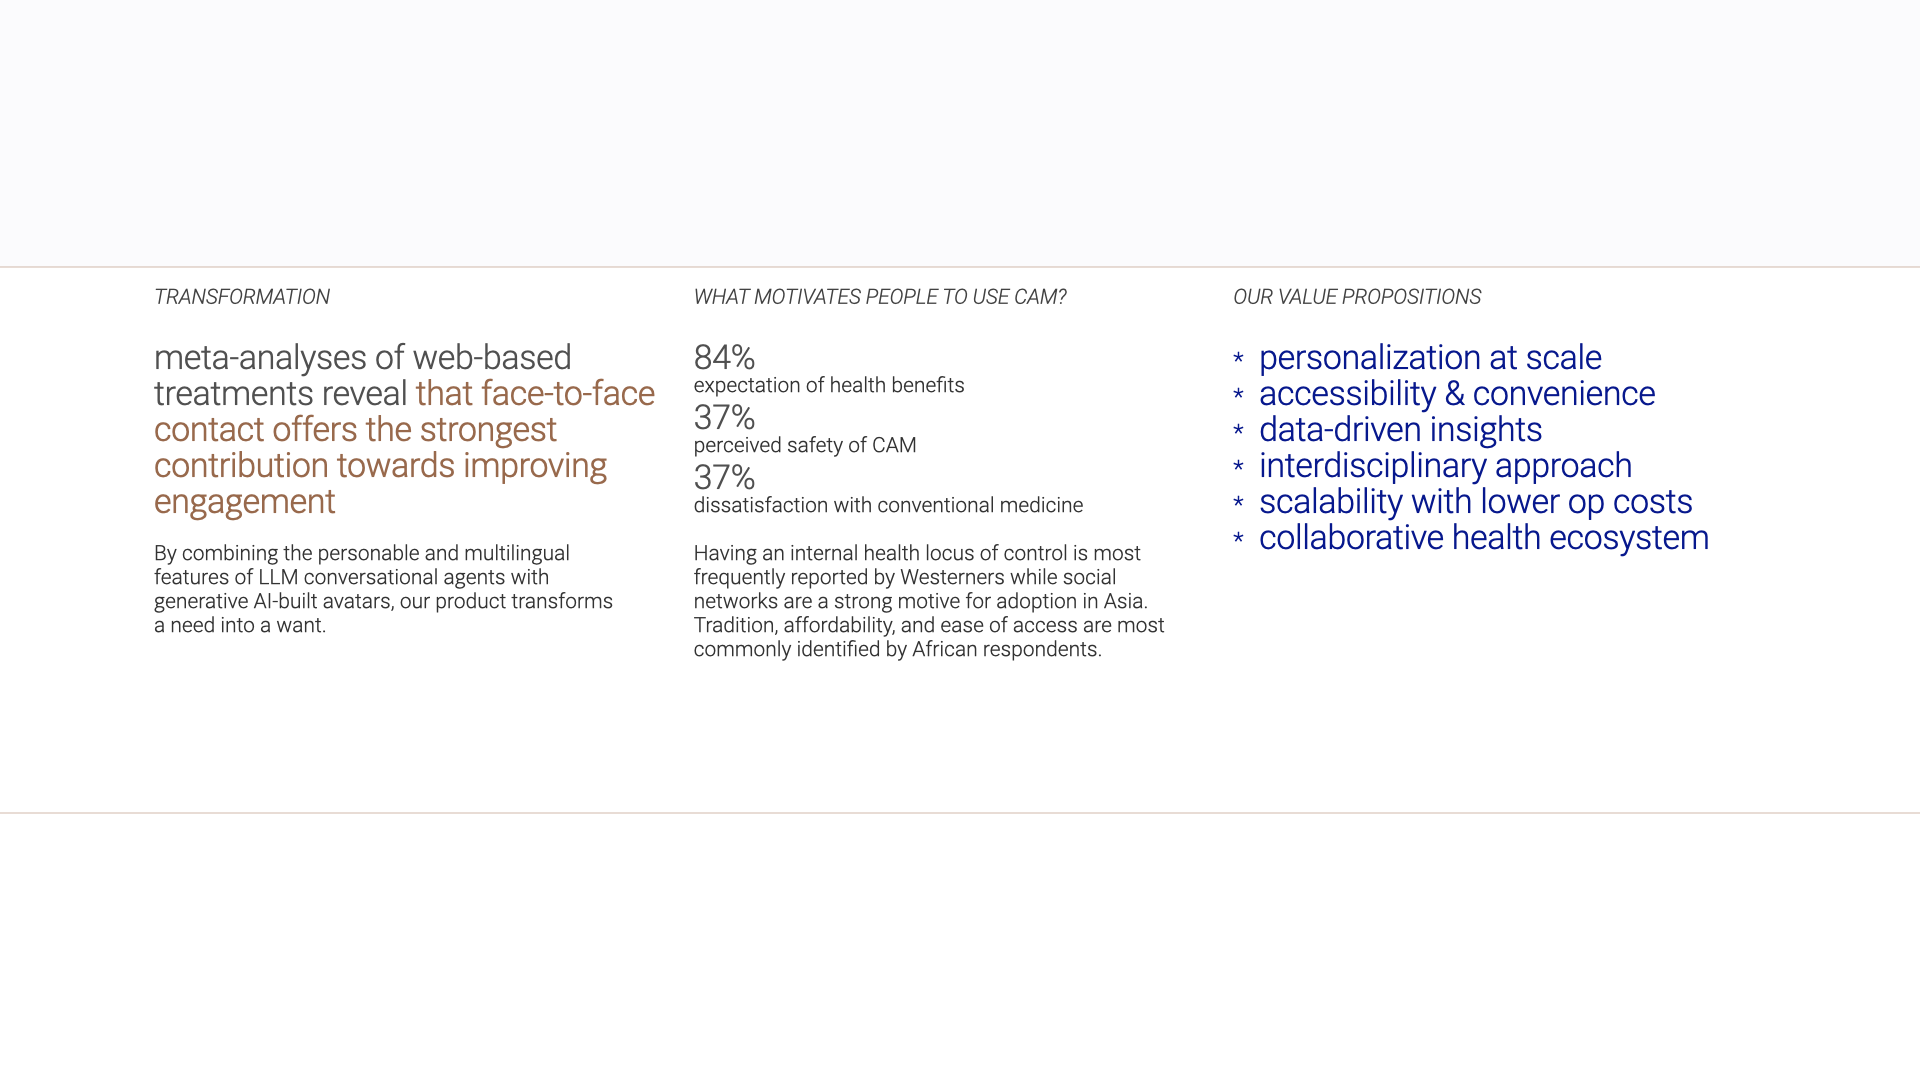 TRANSFORMATION
meta-analyses of web-based
treatments reveal that face-to-face
contact offers the strongest
contribution towards improving
engagement
By combining the personable and multilingual
features of LLM conversational agents with
generative AI-built avatars, our product transforms
a need into a want.
WHAT MOTIVATES PEOPLE TO USE CAM?
84%
expectation of health benefits
37%
perceived safety of CAM
37%
dissatisfaction with conventional medicine
Having an internal health locus of control is most
frequently reported by Westerners while social
networks are a strong motive for adoption in Asia.
Tradition, affordability, and ease of access are most
commonly identified by African respondents.
OUR VALUE PROPOSITIONS
* personalization at scale
* accessibility & convenience
* data-driven insights
* interdisciplinary approach
* scalability with lower op costs
* collaborative health ecosystem